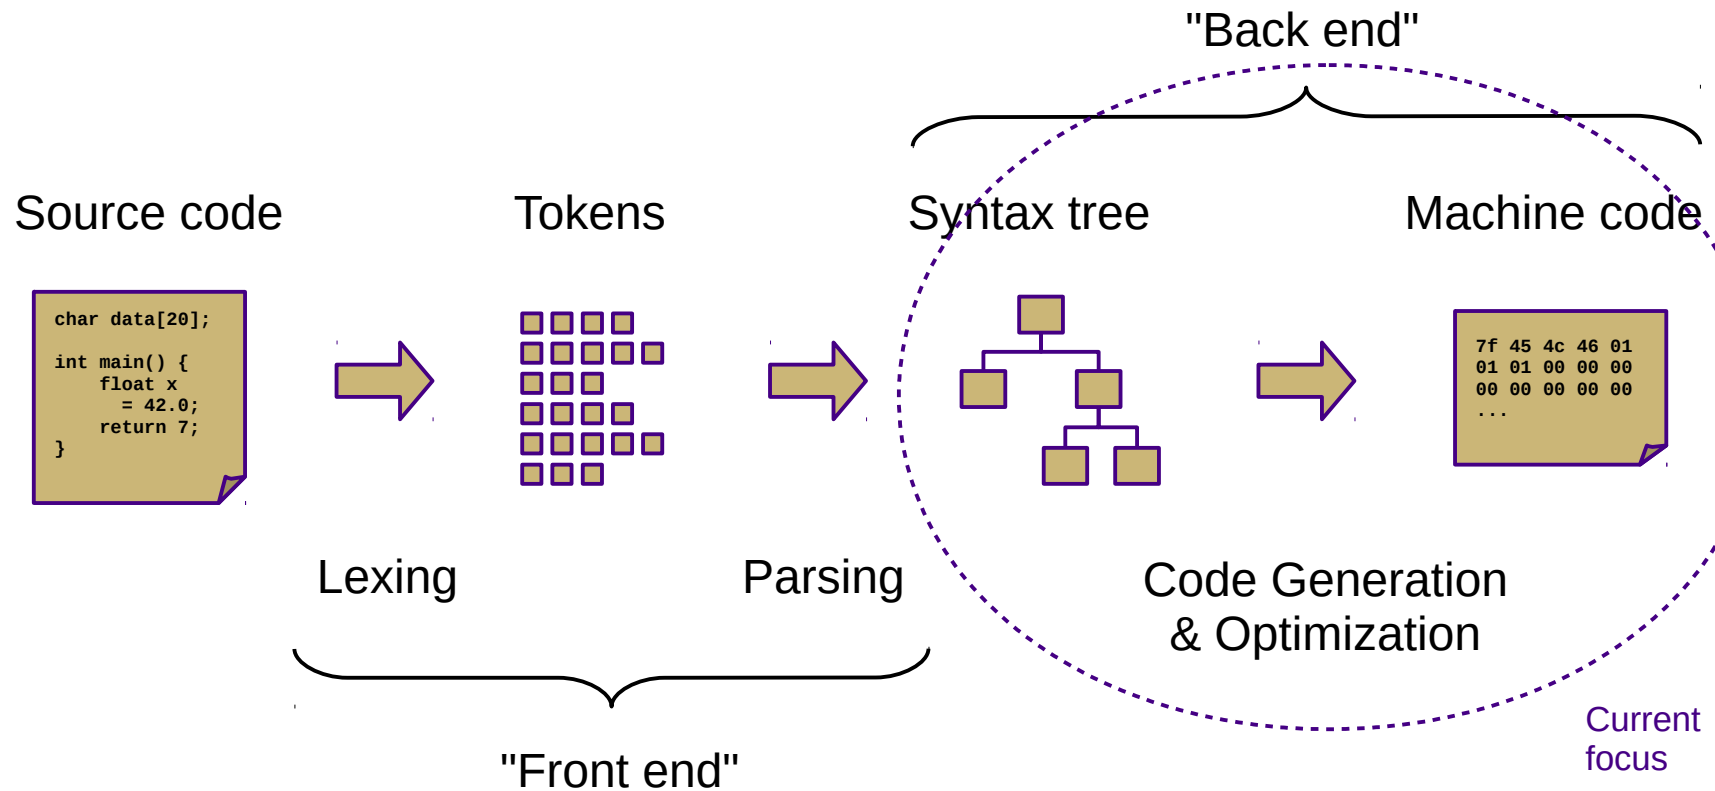 "Back end"
Source code
Tokens
Syntax tree
Machine code
char data[20];
int main() {
    float x
      = 42.0;
    return 7;
}
7f 45 4c 46 01
01 01 00 00 00
00 00 00 00 00
...
Lexing
Parsing
Code Generation
& Optimization
"Front end"
Current
focus